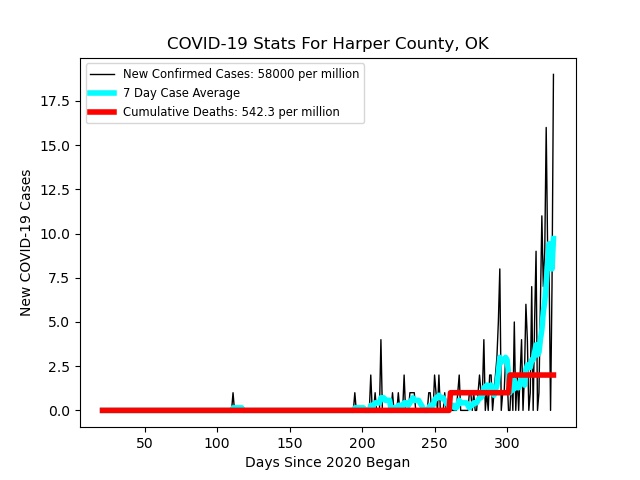 COVID-19 Stats For Harper County, OK
New Confirmed Cases: 58000 per million
7 Day Case Average
Cumulative Deaths: 542.3 per million
New COVID-19 Cases
17.5
15.0
12.5
10.0
7.5
5.0
2.5
0.0
50 100 150 200 250 300
Days Since 2020 Began